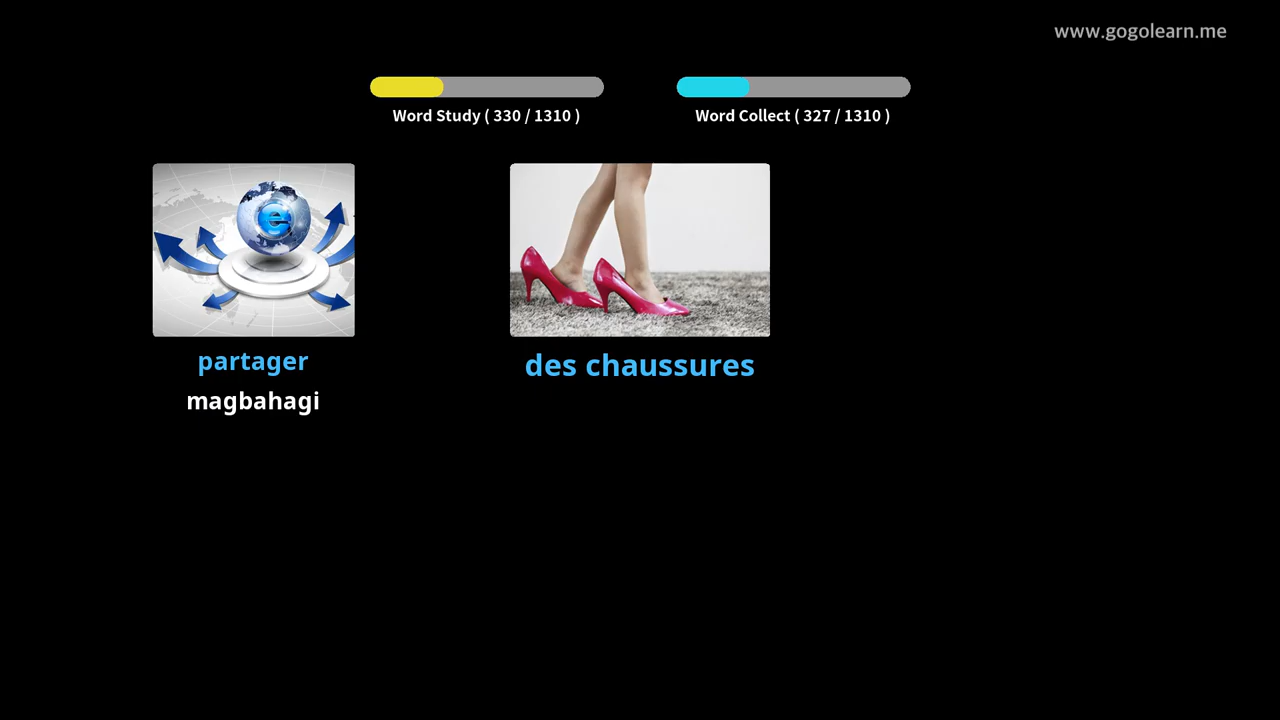 www.gogolearn.me
Word Study ( 330 / 1310 )
Word Collect ( 327 / 1310 )
e
partager
magbahagi
des chaussures